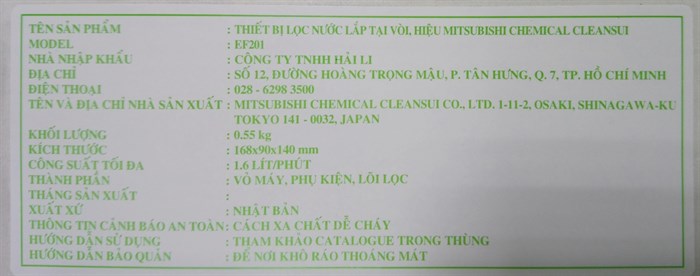 TÊN SẢN PHẨM : THIẾT BỊ LỌC NƯỚC LẮP TẠI VÒI, HIỆU MITSUBISHI CHEMICAL CLEANSUI
MODEL : EF201
NHÀ NHẬP KHẨU : CÔNG TY TNHH HẢI LI
ĐỊA CHỈ : SỐ 12, ĐƯỜNG HOÀNG TRỌNG MẬU, P. TÂN HƯNG, Q. 7, TP. HỒ CHÍ MINH
ĐIỆN THOẠI : 028 - 6298 3500
TÊN VÀ ĐỊA CHỈ NHÀ SẢN XUẤT : MITSUBISHI CHEMICAL CLEANSUI CO., LTD. 1-11-2, OSAKI, SHINAGAWA-KU
TOKYO 141 - 0032, JAPAN
KHỐI LƯỢNG : 0.55 kg
KÍCH THƯỚC : 168x90x140 mm
CÔNG SUẤT TỐI ĐA : 1.6 LÍT/PHÚT
THÀNH PHẦN : VỎ MÁY, PHỤ KIỆN, LÕI LỌC
THÁNG SẢN XUẤT :
XUẤT XỨ : NHẬT BẢN
THÔNG TIN CẢNH BÁO AN TOÀN : CÁCH XA CHẤT DỄ CHÁY
HƯỚNG DẪN SỬ DỤNG : THAM KHẢO CATALOGUE TRONG THÙNG
HƯỚNG DẪN BẢO QUẢN : ĐỂ NƠI KHÔ RÁO THOÁNG MÁT